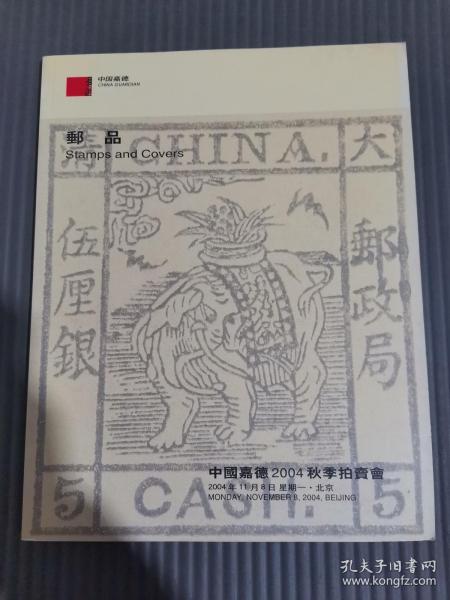 中国嘉德
CHINA GUARDIAN
郵 品
Stamps and Covers
清 CHINA. 大
伍厘銀
郵政局
中國嘉德2004秋季拍賣會
2004年11月8日 星期一·北京
MONDAY, NOVEMBER 8, 2004, BEIJING
5 CASH. 5
孔夫子旧书网
www.kongfz.com